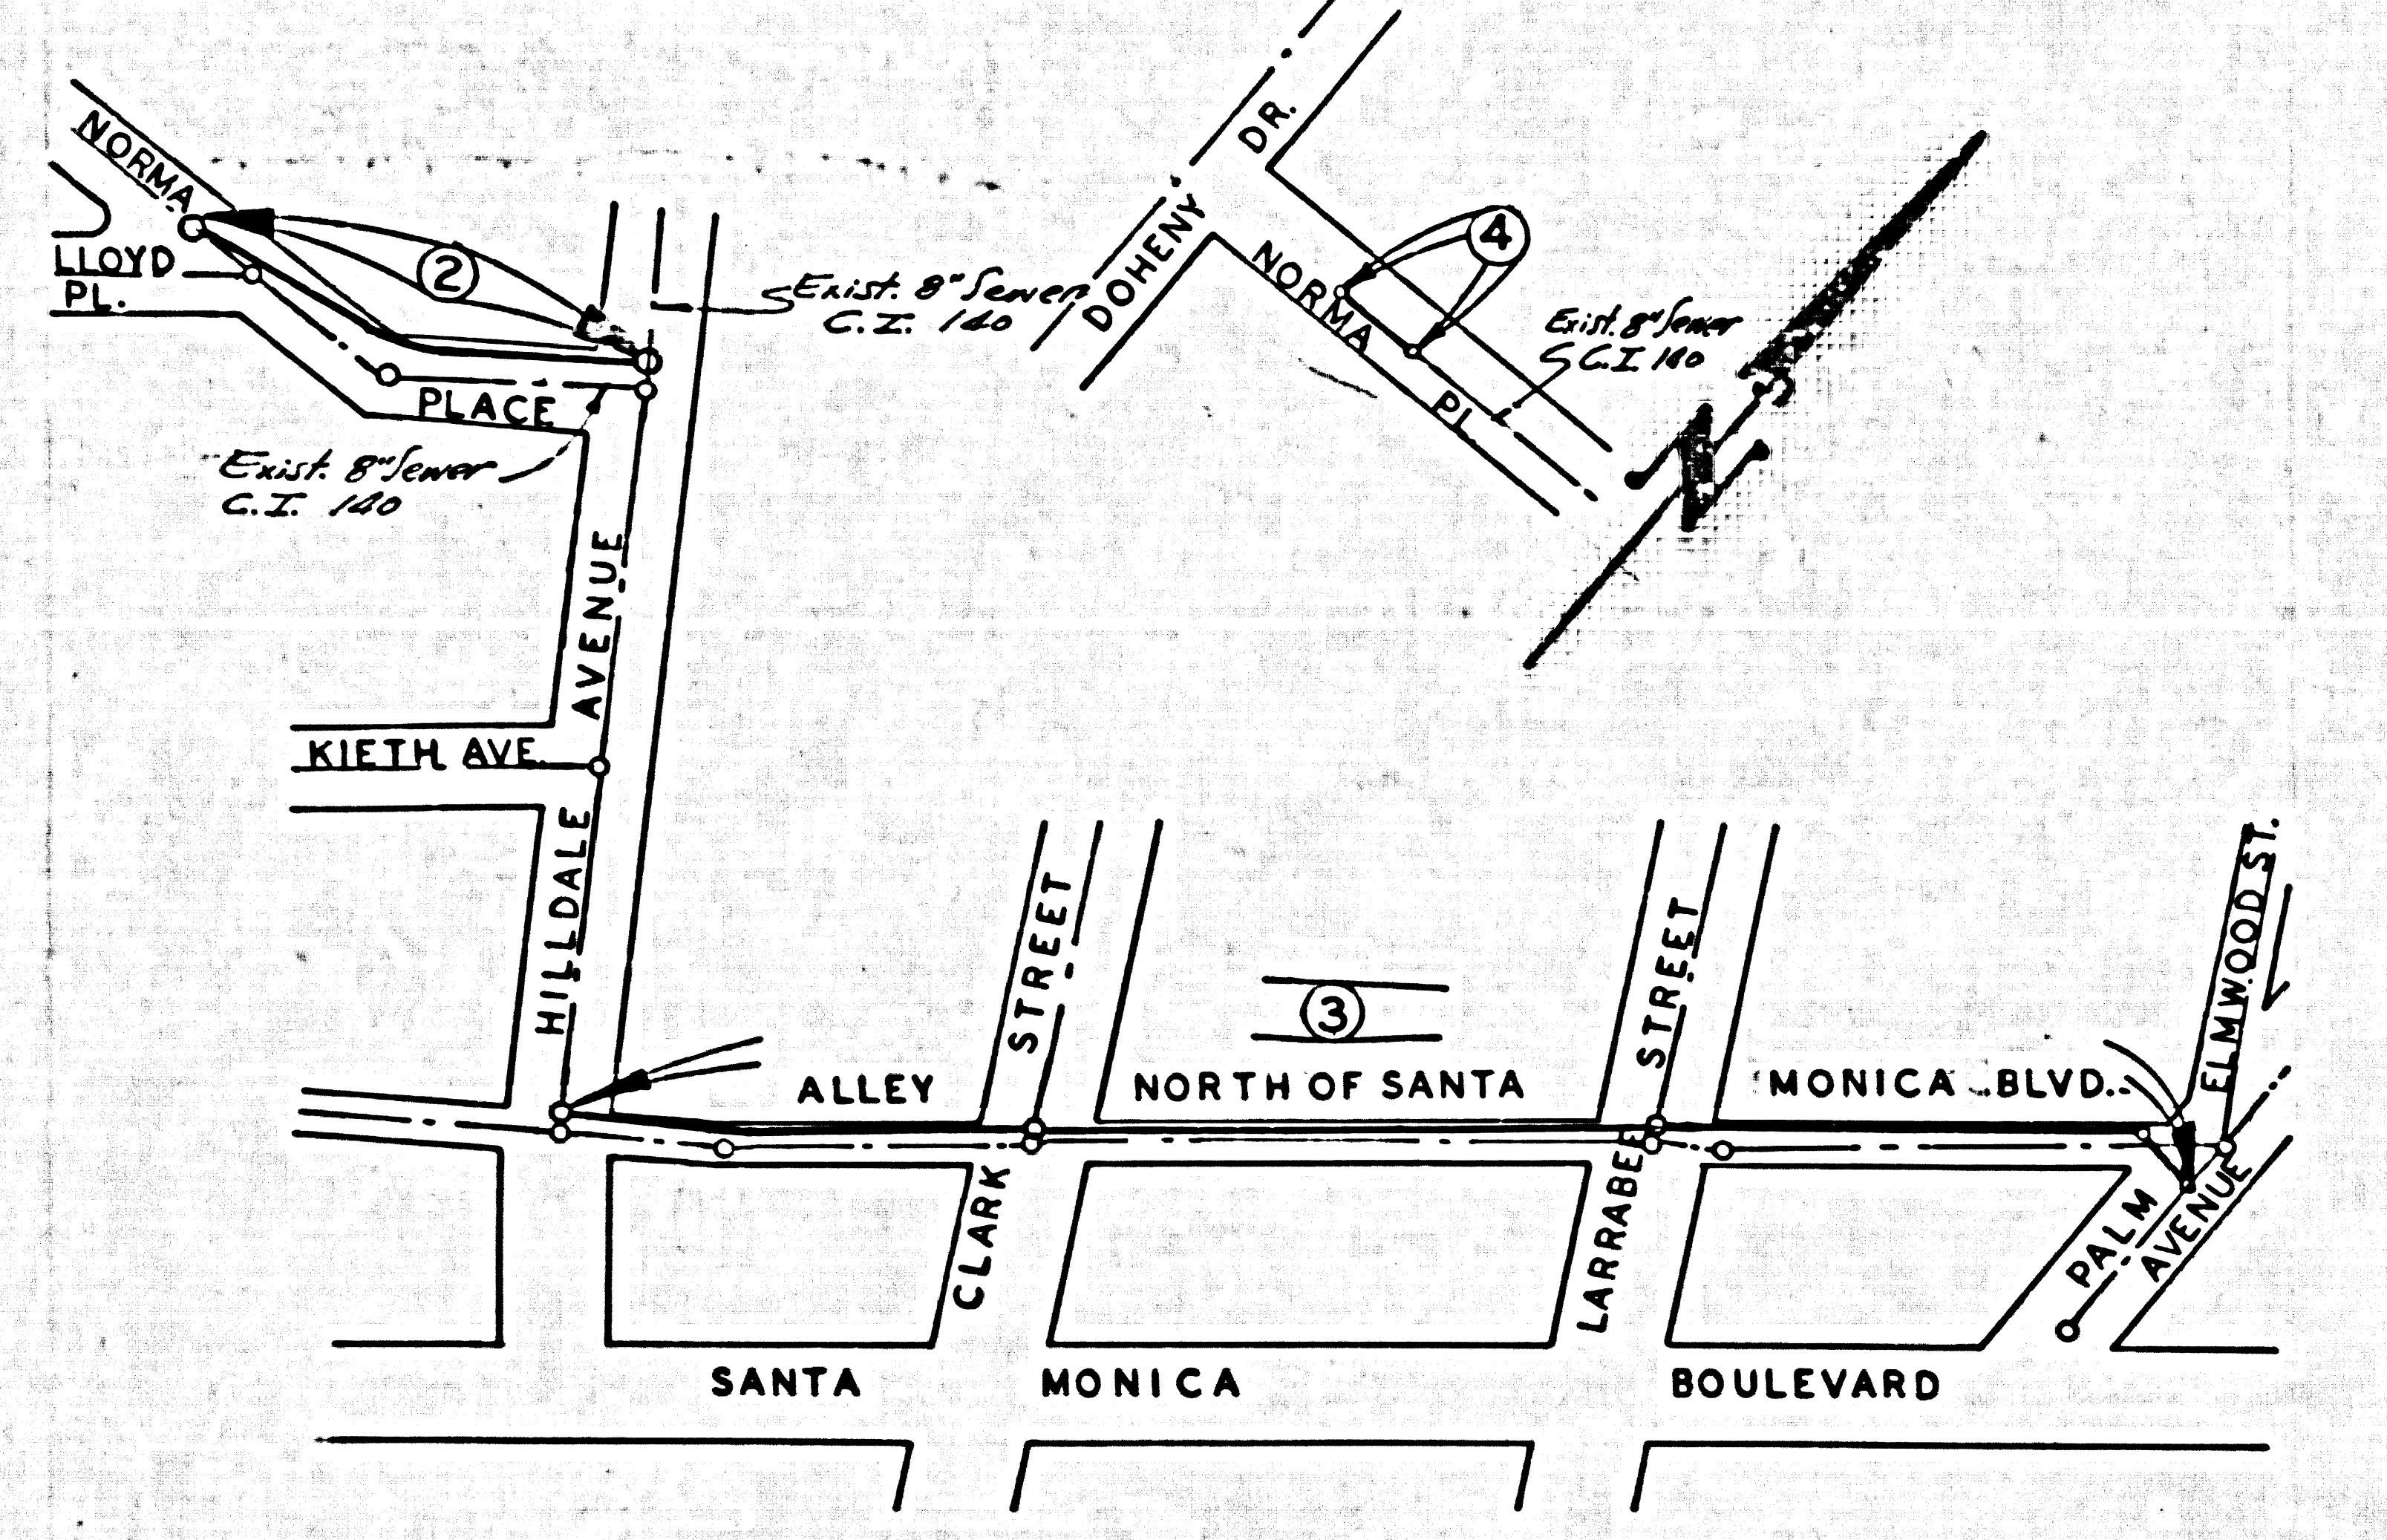 NORMA
LLOYD
PL.
2
PLACE
Exist. 8" Sewer
C.I. 140
Exist. 8" Sewer
C.I. 140
DOHENY DR.
4
NORMA PL.
Exist. 8" Sewer
C.I. 140
N
HILLDALE AVENUE
KIETH AVE.
ALLEY NORTH OF SANTA MONICA BLVD.
3
CLARK STREET
LARRABEE STREET
ELMWOOD ST.
PALM
AVENUE
SANTA MONICA BOULEVARD